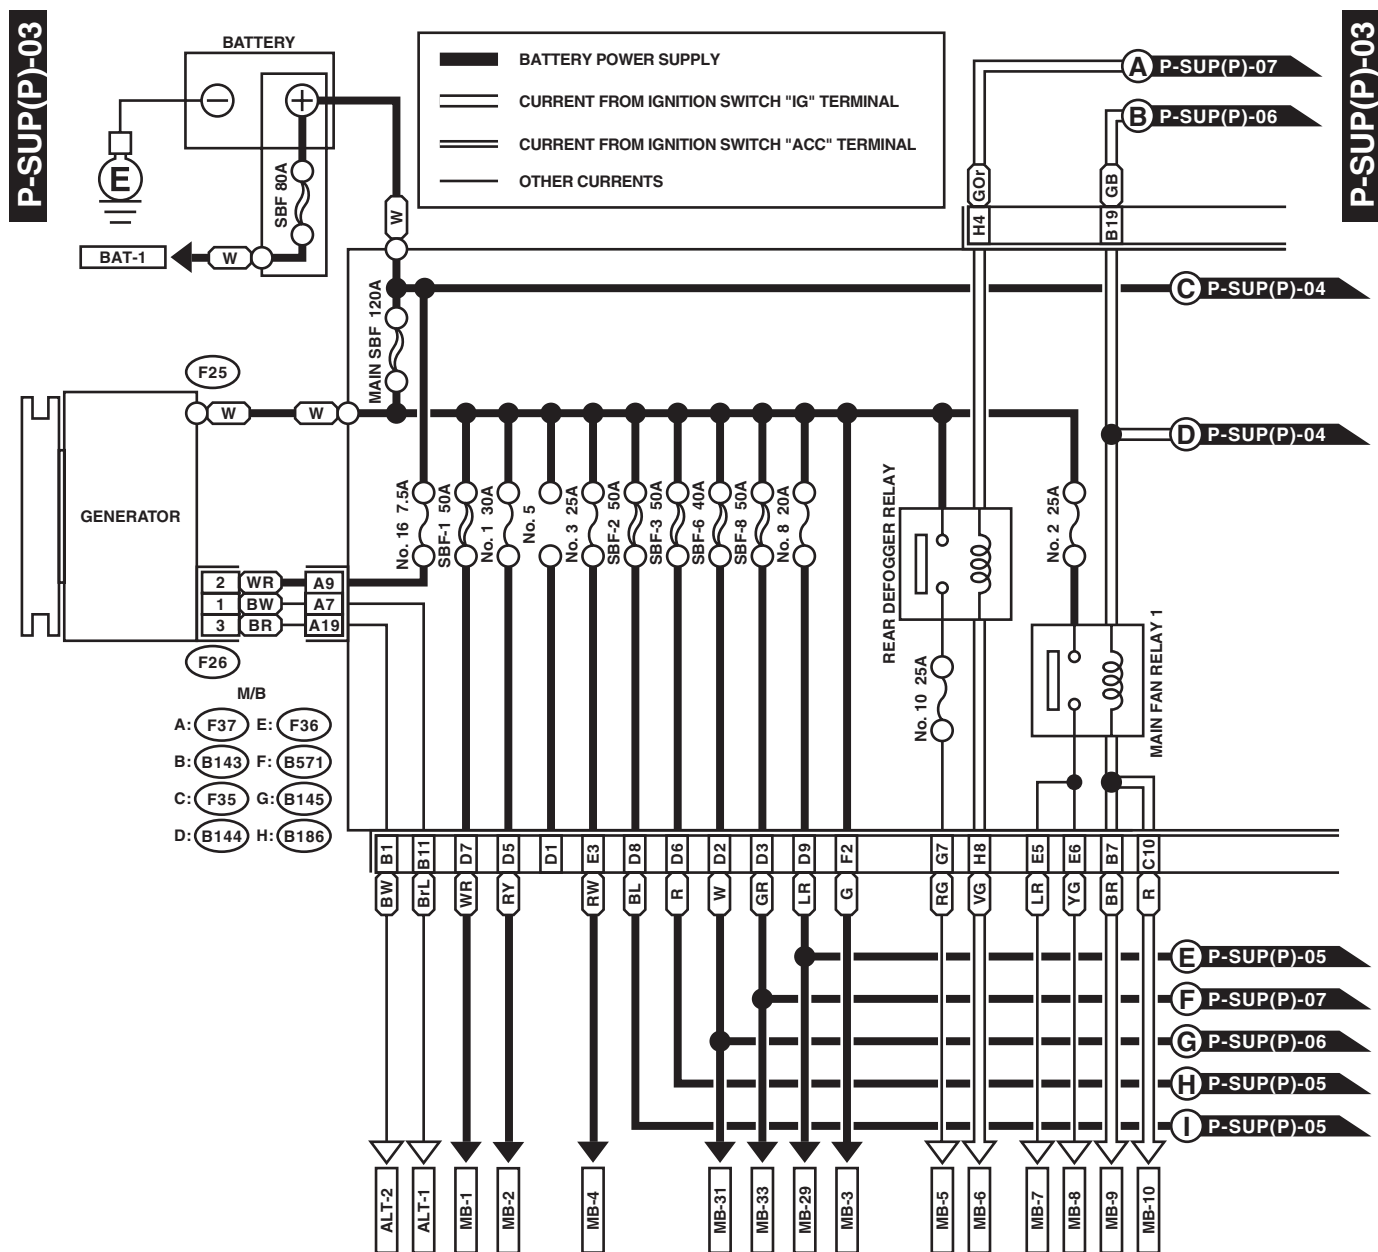 P-SUP(P)-03
P-SUP(P)-03
BATTERY
BATTERY POWER SUPPLY
CURRENT FROM IGNITION SWITCH "IG" TERMINAL
CURRENT FROM IGNITION SWITCH "ACC" TERMINAL
OTHER CURRENTS
A P-SUP(P)-07
B P-SUP(P)-06
E
SBF 80A
W
GOr
GB
H4
B19
BAT-1
W
C P-SUP(P)-04
MAIN SBF 120A
F25
W
W
D P-SUP(P)-04
GENERATOR
No. 16 7.5A
SBF-1 50A
No. 1 30A
No. 5
No. 3 25A
SBF-2 50A
SBF-3 50A
SBF-6 40A
SBF-8 50A
No. 8 20A
REAR DEFOGGER RELAY
No. 2 25A
2 WR A9
1 BW A7
3 BR A19
F26
No. 10 25A
MAIN FAN RELAY 1
M/B
A: F37 E: F36
B: B143 F: B571
C: F35 G: B145
D: B144 H: B186
B1 B11 D7 D5 D1 E3 D8 D6 D2 D3 D9 F2 G7 H8 E5 E6 B7 C10
BW BrL WR RY RW BL R W GR LR G RG VG LR YG BR R
E P-SUP(P)-05
F P-SUP(P)-07
G P-SUP(P)-06
H P-SUP(P)-05
I P-SUP(P)-05
ALT-2 ALT-1 MB-1 MB-2 MB-4 MB-31 MB-33 MB-29 MB-3 MB-5 MB-6 MB-7 MB-8 MB-9 MB-10